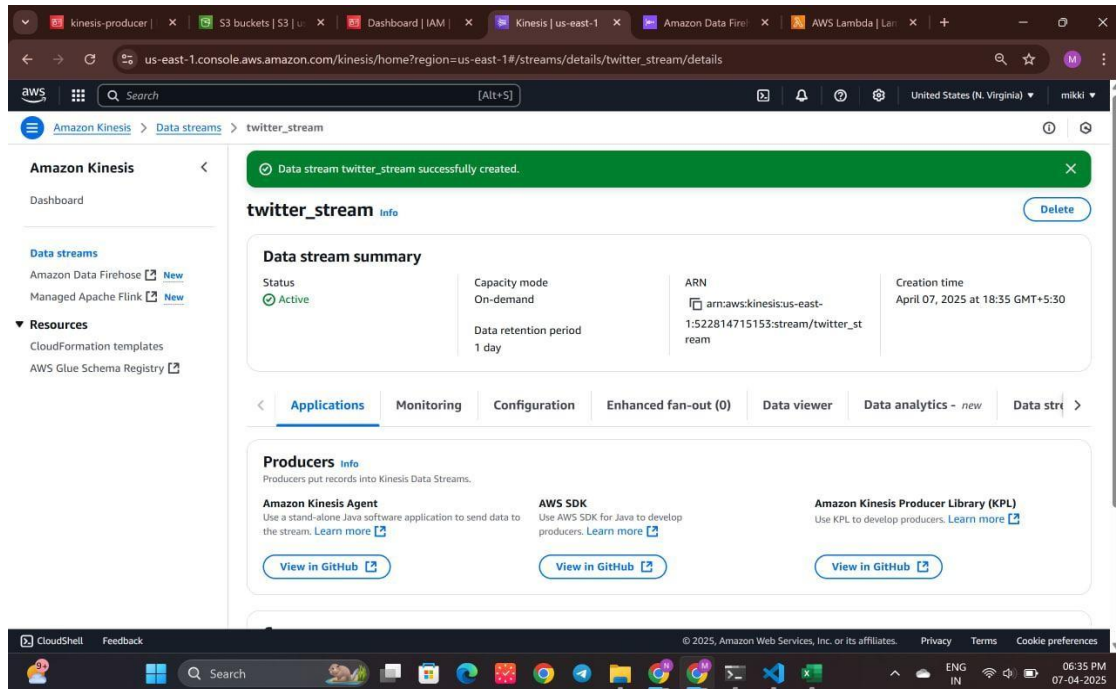 kinesis-producer |
S3 buckets | S3 | u
Dashboard | IAM |
Kinesis | us-east-1
Amazon Data Fire
AWS Lambda | Lam
us-east-1.console.aws.amazon.com/kinesis/home?region=us-east-1#/streams/details/twitter_stream/details
M
aws
Search
[Alt+S]
United States (N. Virginia)
mikki
Amazon Kinesis > Data streams > twitter_stream
Amazon Kinesis
Dashboard
Data streams
Amazon Data Firehose New
Managed Apache Flink New
Resources
CloudFormation templates
AWS Glue Schema Registry
Data stream twitter_stream successfully created.
twitter_stream Info
Delete
Data stream summary
Status
Active
Capacity mode
On-demand
Data retention period
1 day
ARN
arn:aws:kinesis:us-east-
1:522814715153:stream/twitter_st
ream
Creation time
April 07, 2025 at 18:35 GMT+5:30
Applications
Monitoring
Configuration
Enhanced fan-out (0)
Data viewer
Data analytics - new
Data stre
Producers Info
Producers put records into Kinesis Data Streams.
Amazon Kinesis Agent
Use a stand-alone Java software application to send data to
the stream. Learn more
View in GitHub
AWS SDK
Use AWS SDK for Java to develop
producers. Learn more
View in GitHub
Amazon Kinesis Producer Library (KPL)
Use KPL to develop producers. Learn more
View in GitHub
CloudShell
Feedback
© 2025, Amazon Web Services, Inc. or its affiliates.
Privacy
Terms
Cookie preferences
9+
Search
N
M
ENG
IN
06:35 PM
07-04-2025